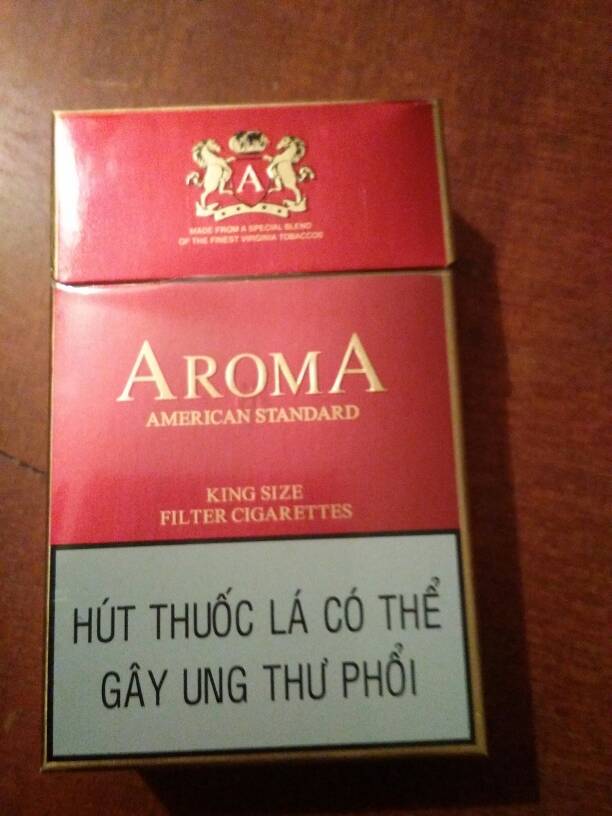 A
MADE FROM A SPECIAL BLEND
OF THE FINEST VIRGINIA TOBACCOS
AROMA
AMERICAN STANDARD
KING SIZE
FILTER CIGARETTES
HÚT THUỐC LÁ CÓ THỂ
GÂY UNG THƯ PHỔI